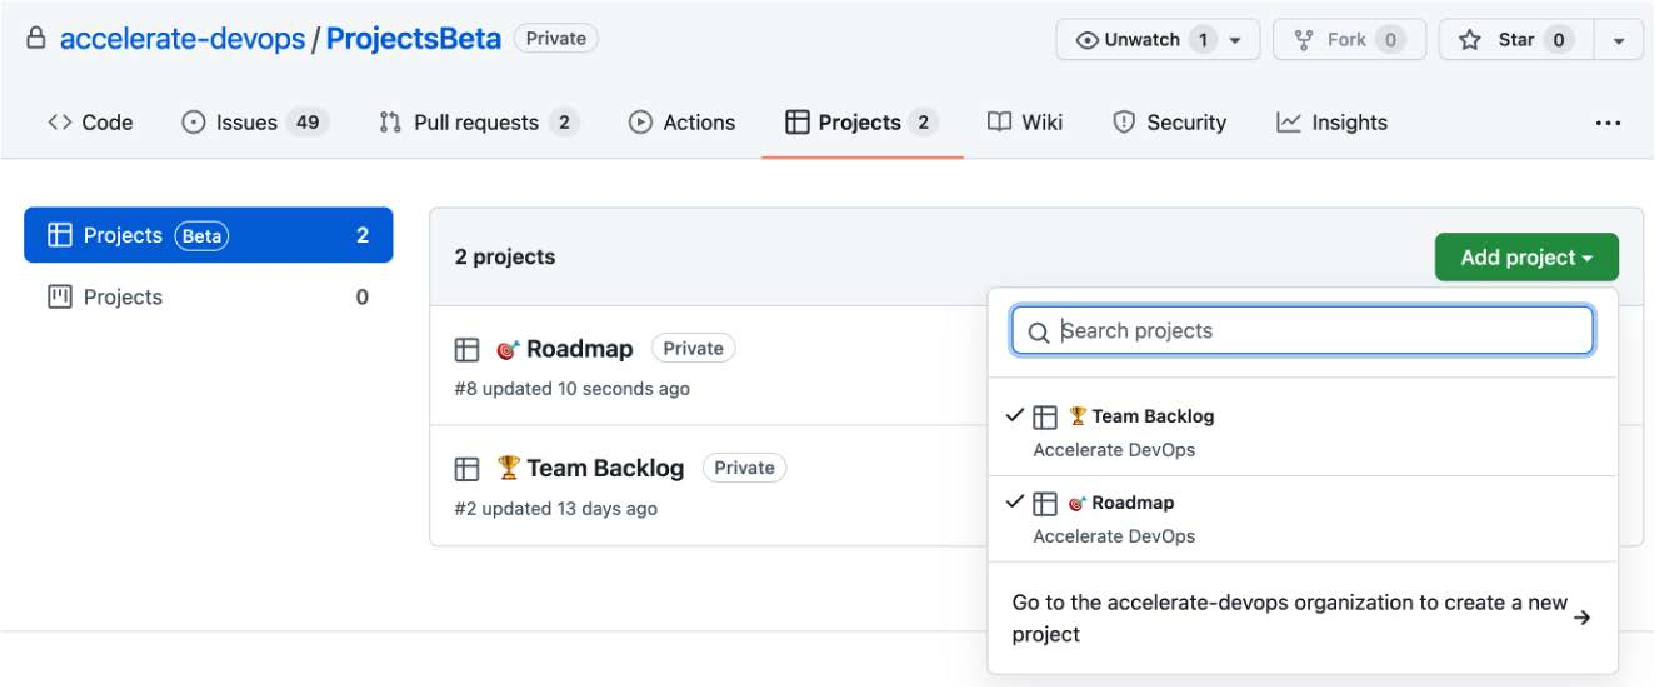 accelerate-devops / ProjectsBeta Private
Unwatch 1 Fork 0 Star 0
Code Issues 49 Pull requests 2 Actions Projects 2 Wiki Security Insights
Projects Beta 2
Projects 0
2 projects
Add project
Roadmap Private
#8 updated 10 seconds ago
Team Backlog Private
#2 updated 13 days ago
Search projects
Team Backlog
Accelerate DevOps
Roadmap
Accelerate DevOps
Go to the accelerate-devops organization to create a new
project